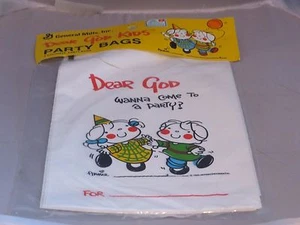 General Mills, Inc.
Dear God Kids
PARTY BAGS
DEAR GOD
WANNA COME TO
A PARTY?
FOR